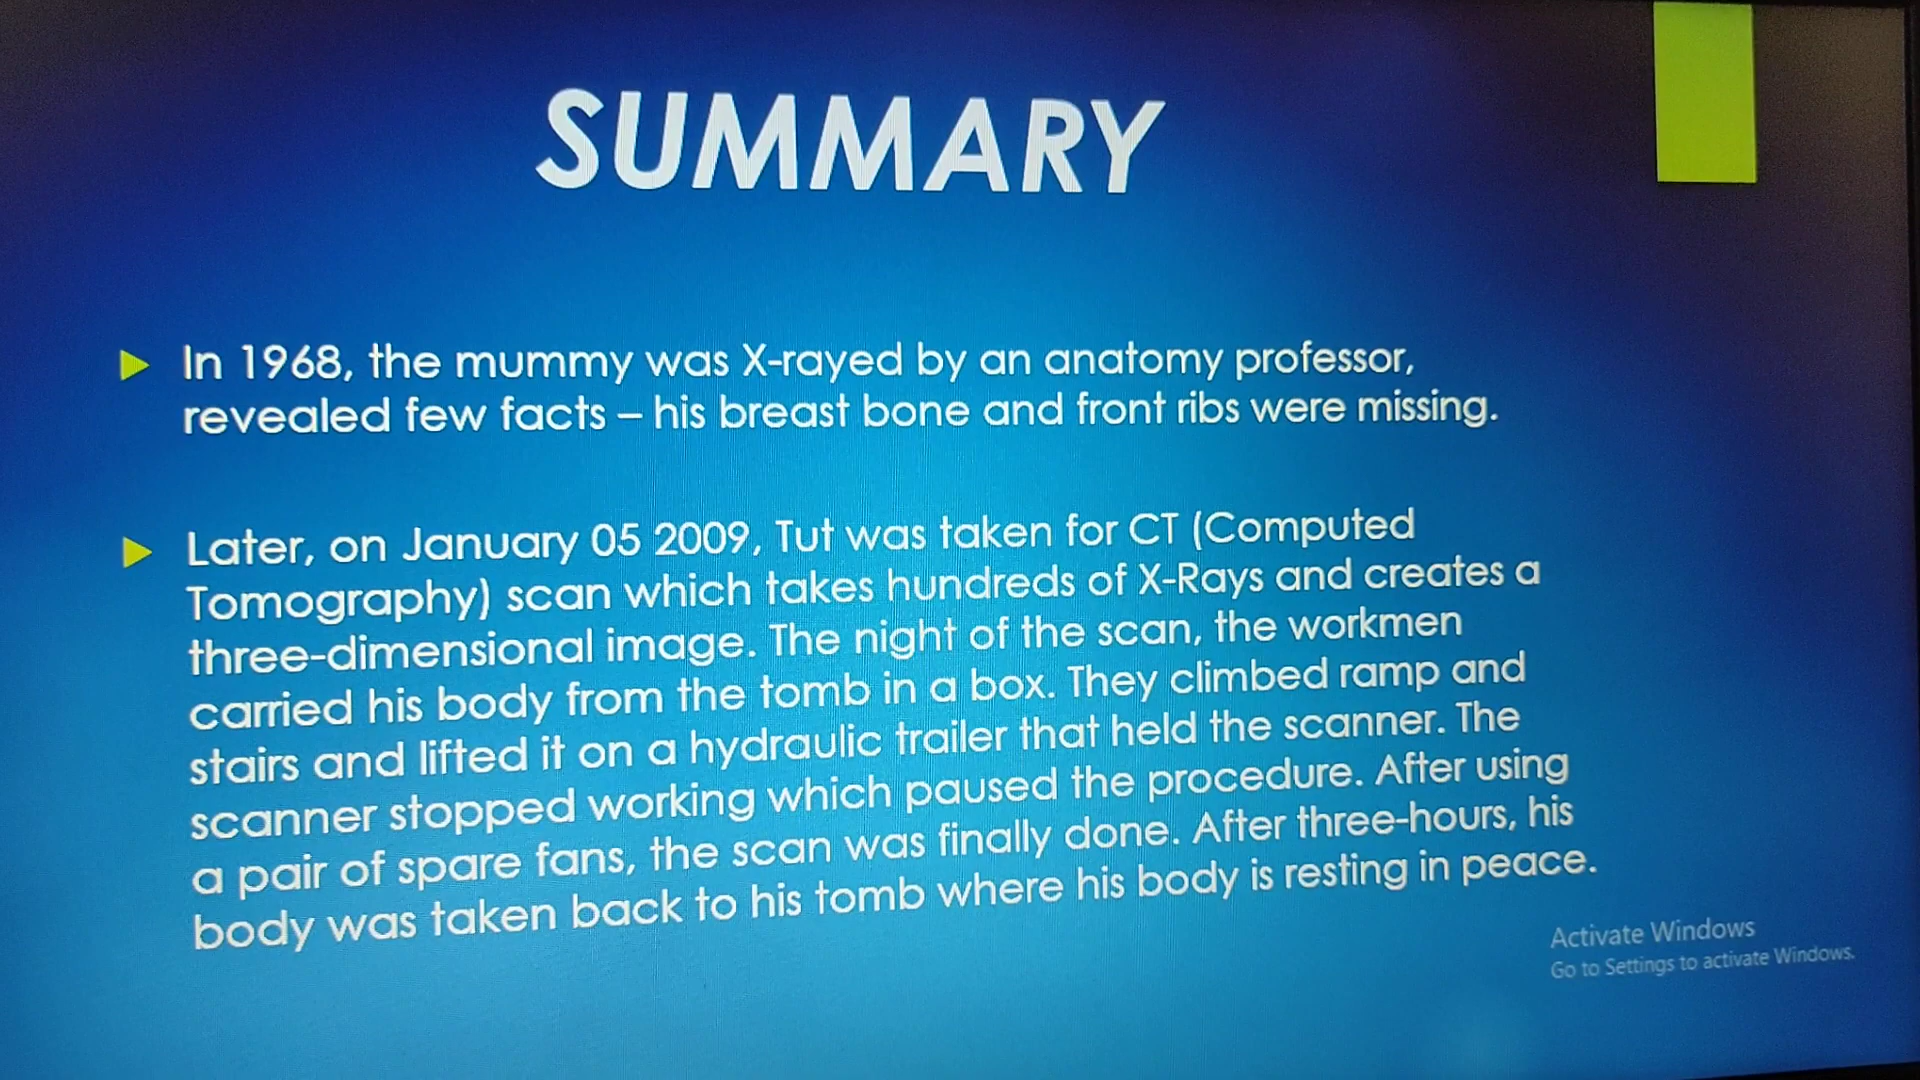 SUMMARY
In 1968, the mummy was X-rayed by an anatomy professor,
revealed few facts – his breast bone and front ribs were missing.
Later, on January 05 2009, Tut was taken for CT (Computed
Tomography) scan which takes hundreds of X-Rays and creates a
three-dimensional image. The night of the scan, the workmen
carried his body from the tomb in a box. They climbed ramp and
stairs and lifted it on a hydraulic trailer that held the scanner. The
scanner stopped working which paused the procedure. After using
a pair of spare fans, the scan was finally done. After three-hours, his
body was taken back to his tomb where his body is resting in peace.
Activate Windows
Go to Settings to activate Windows.